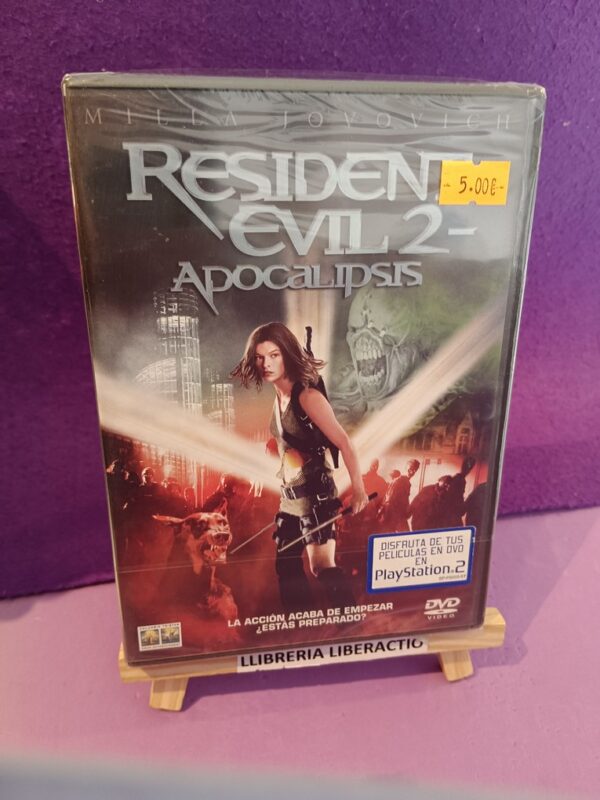 MILLA JOVOVICH
RESIDENT
EVIL 2-
APOCALIPSIS
5.00€
DISFRUTA DE TUS
PELICULAS EN DVD
EN
PlayStation.2
LA ACCIÓN ACABA DE EMPEZAR
¿ESTÁS PREPARADO?
DVD
VIDEO
LLIBRERIA LIBERACTIO